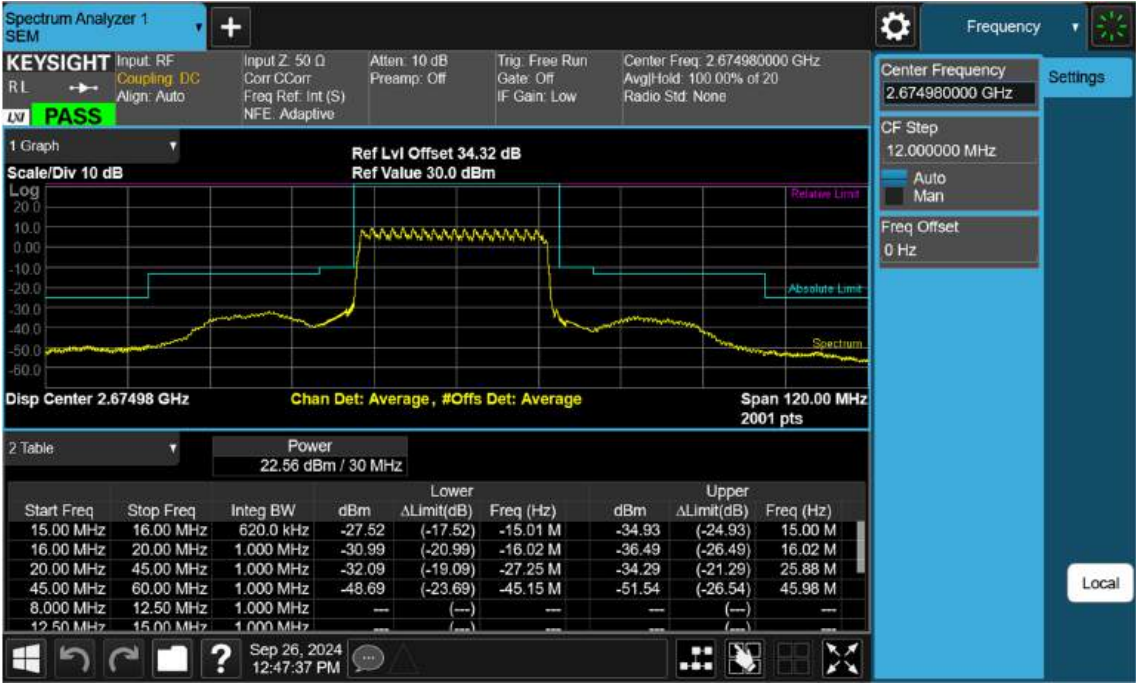 Spectrum Analyzer 1
SEM
Frequency
KEYSIGHT
R L
LXI PASS
Input: RF
Coupling: DC
Align: Auto
Input Z: 50 Ω
Corr CCorr
Freq Ref: Int (S)
NFE: Adaptive
Atten: 10 dB
Preamp: Off
Trig: Free Run
Gate: Off
IF Gain: Low
Center Freq: 2.674980000 GHz
Avg|Hold: 100.00% of 20
Radio Std: None
Center Frequency
2.674980000 GHz
Settings
CF Step
12.000000 MHz
Auto
Man
Freq Offset
0 Hz
1 Graph
Scale/Div 10 dB
Ref Lvl Offset 34.32 dB
Ref Value 30.0 dBm
Log
20.0
10.0
0.00
-10.0
-20.0
-30.0
-40.0
-50.0
-60.0
Relative Limit
Absolute Limit
Spectrum
Disp Center 2.67498 GHz
Chan Det: Average, #Offs Det: Average
Span 120.00 MHz
2001 pts
2 Table
Power
22.56 dBm / 30 MHz
Lower Upper
Start Freq Stop Freq Integ BW dBm ΔLimit(dB) Freq (Hz) dBm ΔLimit(dB) Freq (Hz)
15.00 MHz 16.00 MHz 620.0 kHz -27.52 (-17.52) -15.01 M -34.93 (-24.93) 15.00 M
16.00 MHz 20.00 MHz 1.000 MHz -30.99 (-20.99) -16.02 M -36.49 (-26.49) 16.02 M
20.00 MHz 45.00 MHz 1.000 MHz -32.09 (-19.09) -27.25 M -34.29 (-21.29) 25.88 M
45.00 MHz 60.00 MHz 1.000 MHz -48.69 (-23.69) -45.15 M -51.54 (-26.54) 45.98 M
8.000 MHz 12.50 MHz 1.000 MHz --- (---) --- --- (---) ---
12.50 MHz 15.00 MHz 1.000 MHz --- (---) --- --- (---) ---
Local
?
Sep 26, 2024
12:47:37 PM